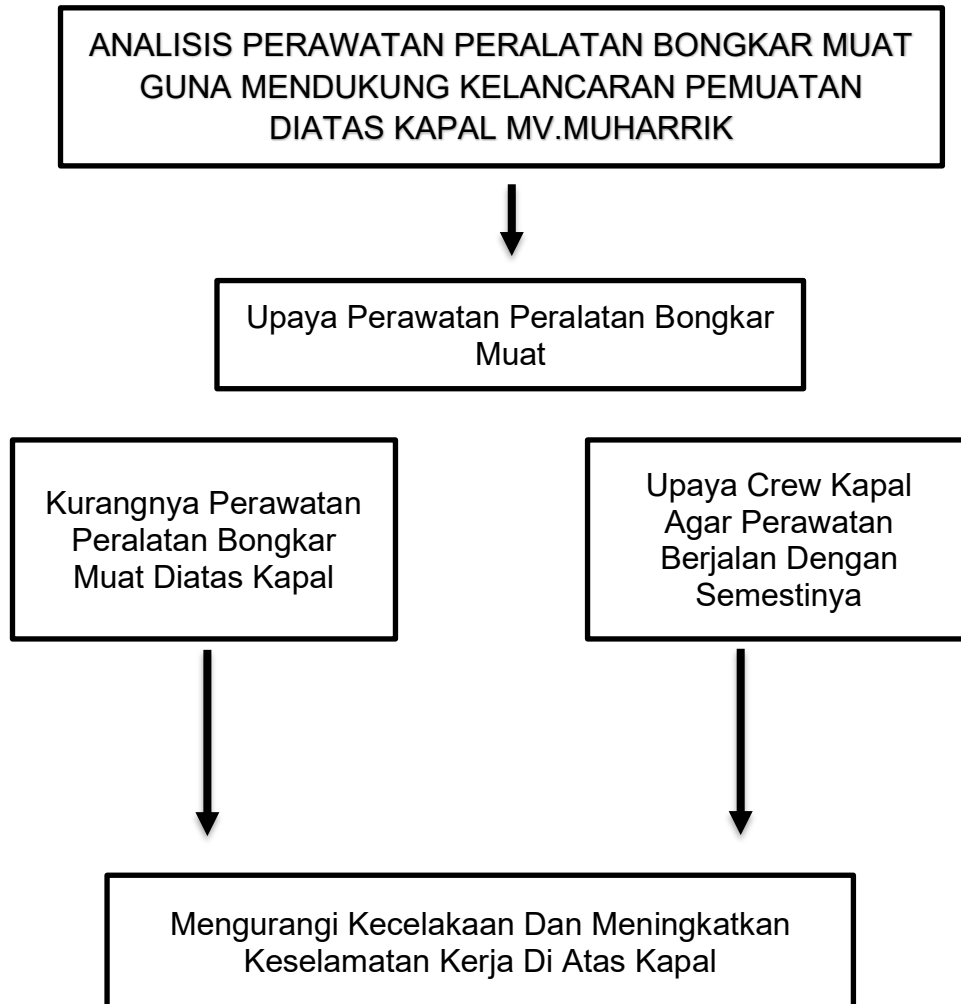 ANALISIS PERAWATAN PERALATAN BONGKAR MUAT
GUNA MENDUKUNG KELANCARAN PEMUATAN
DIATAS KAPAL MV.MUHARRIK
Upaya Perawatan Peralatan Bongkar
Muat
Kurangnya Perawatan
Peralatan Bongkar
Muat Diatas Kapal
Upaya Crew Kapal
Agar Perawatan
Berjalan Dengan
Semestinya
Mengurangi Kecelakaan Dan Meningkatkan
Keselamatan Kerja Di Atas Kapal